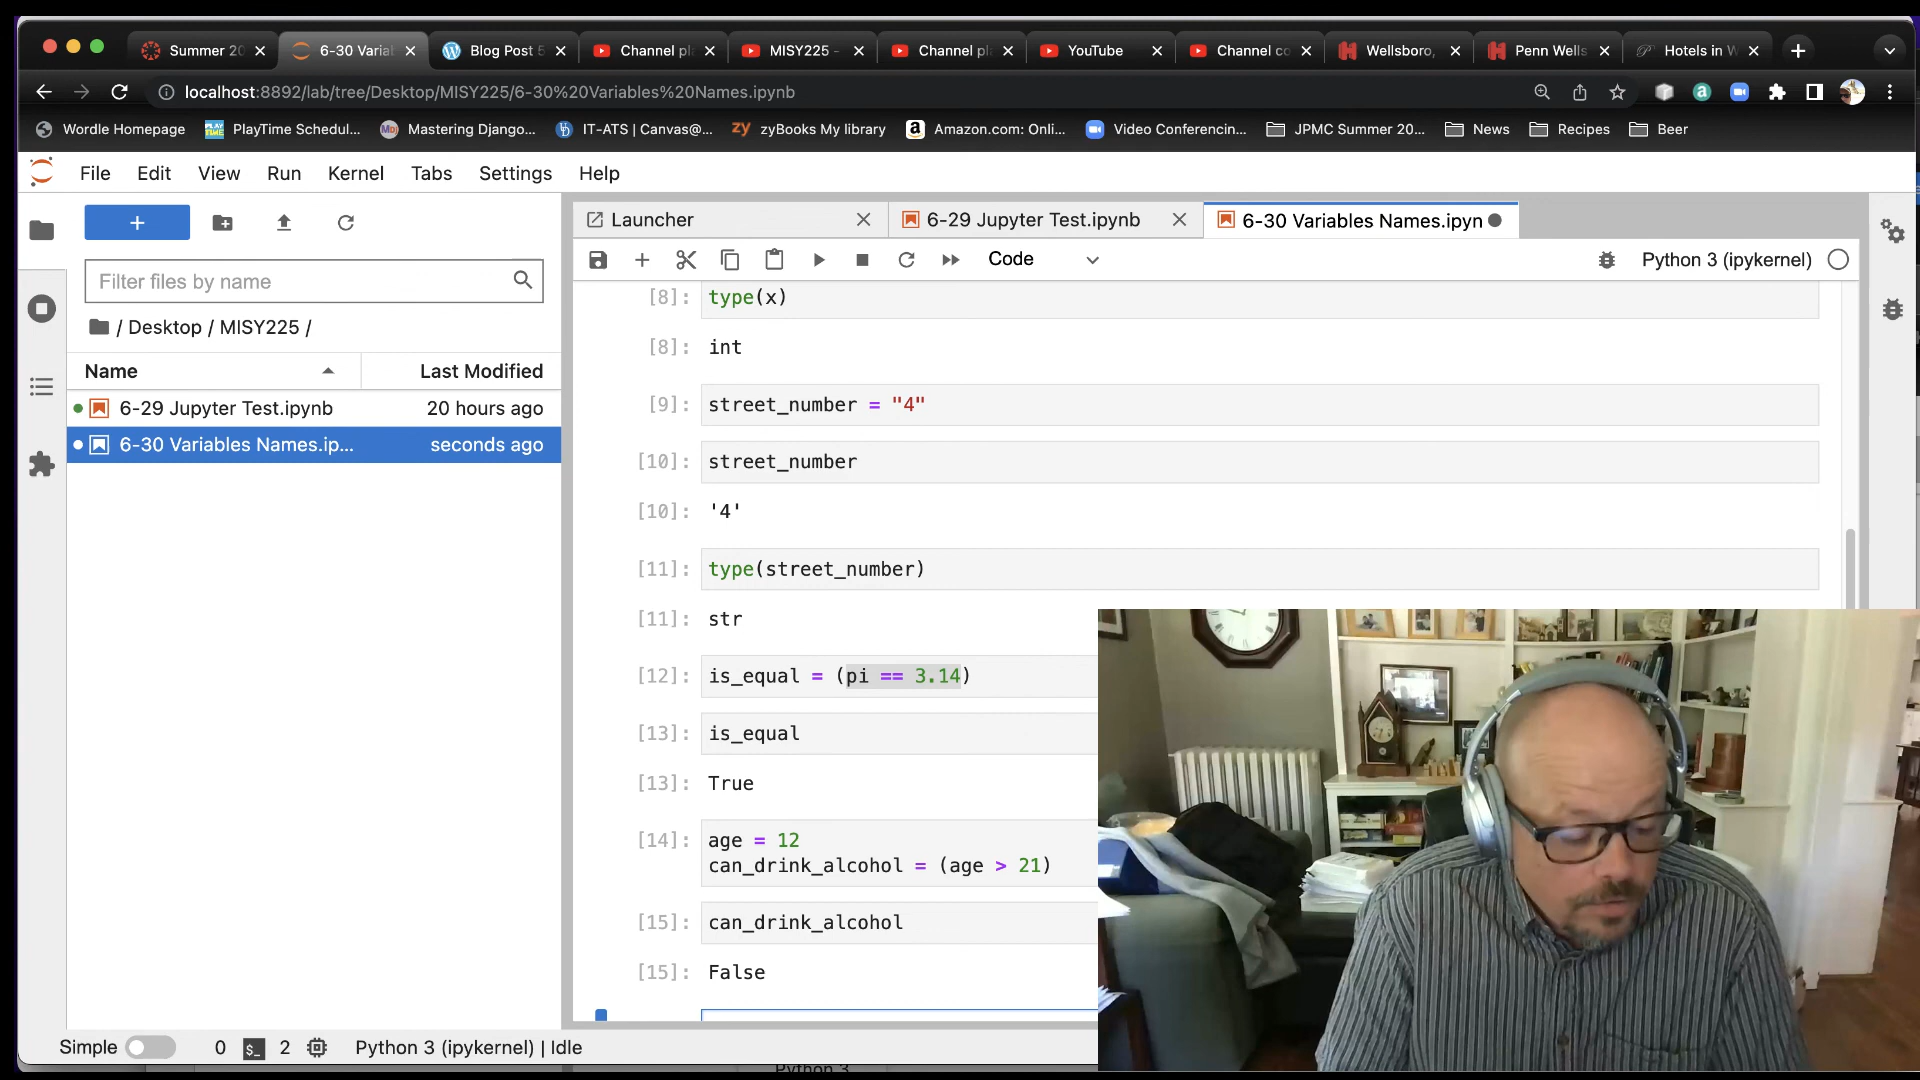 Summer 20
6-30 Varia
Blog Post 5
Channel pl
MISY225 -
Channel pl
YouTube
Channel co
Wellsboro,
Penn Wells
Hotels in W
localhost:8892/lab/tree/Desktop/MISY225/6-30%20Variables%20Names.ipynb
Wordle Homepage
PlayTime Schedul...
Mastering Django...
IT-ATS | Canvas@...
zyBooks My library
Amazon.com: Onli...
Video Conferencin...
JPMC Summer 20...
News
Recipes
Beer
File Edit View Run Kernel Tabs Settings Help
Filter files by name
/ Desktop / MISY225 /
Name Last Modified
6-29 Jupyter Test.ipynb 20 hours ago
6-30 Variables Names.ip... seconds ago
Launcher
6-29 Jupyter Test.ipynb
6-30 Variables Names.ipyn
Code
Python 3 (ipykernel)
[8]: type(x)
[8]: int
[9]: street_number = "4"
[10]: street_number
[10]: '4'
[11]: type(street_number)
[11]: str
[12]: is_equal = (pi == 3.14)
[13]: is_equal
[13]: True
[14]: age = 12
can_drink_alcohol = (age > 21)
[15]: can_drink_alcohol
[15]: False
Simple 0 $_ 2 Python 3 (ipykernel) | Idle
Python 3